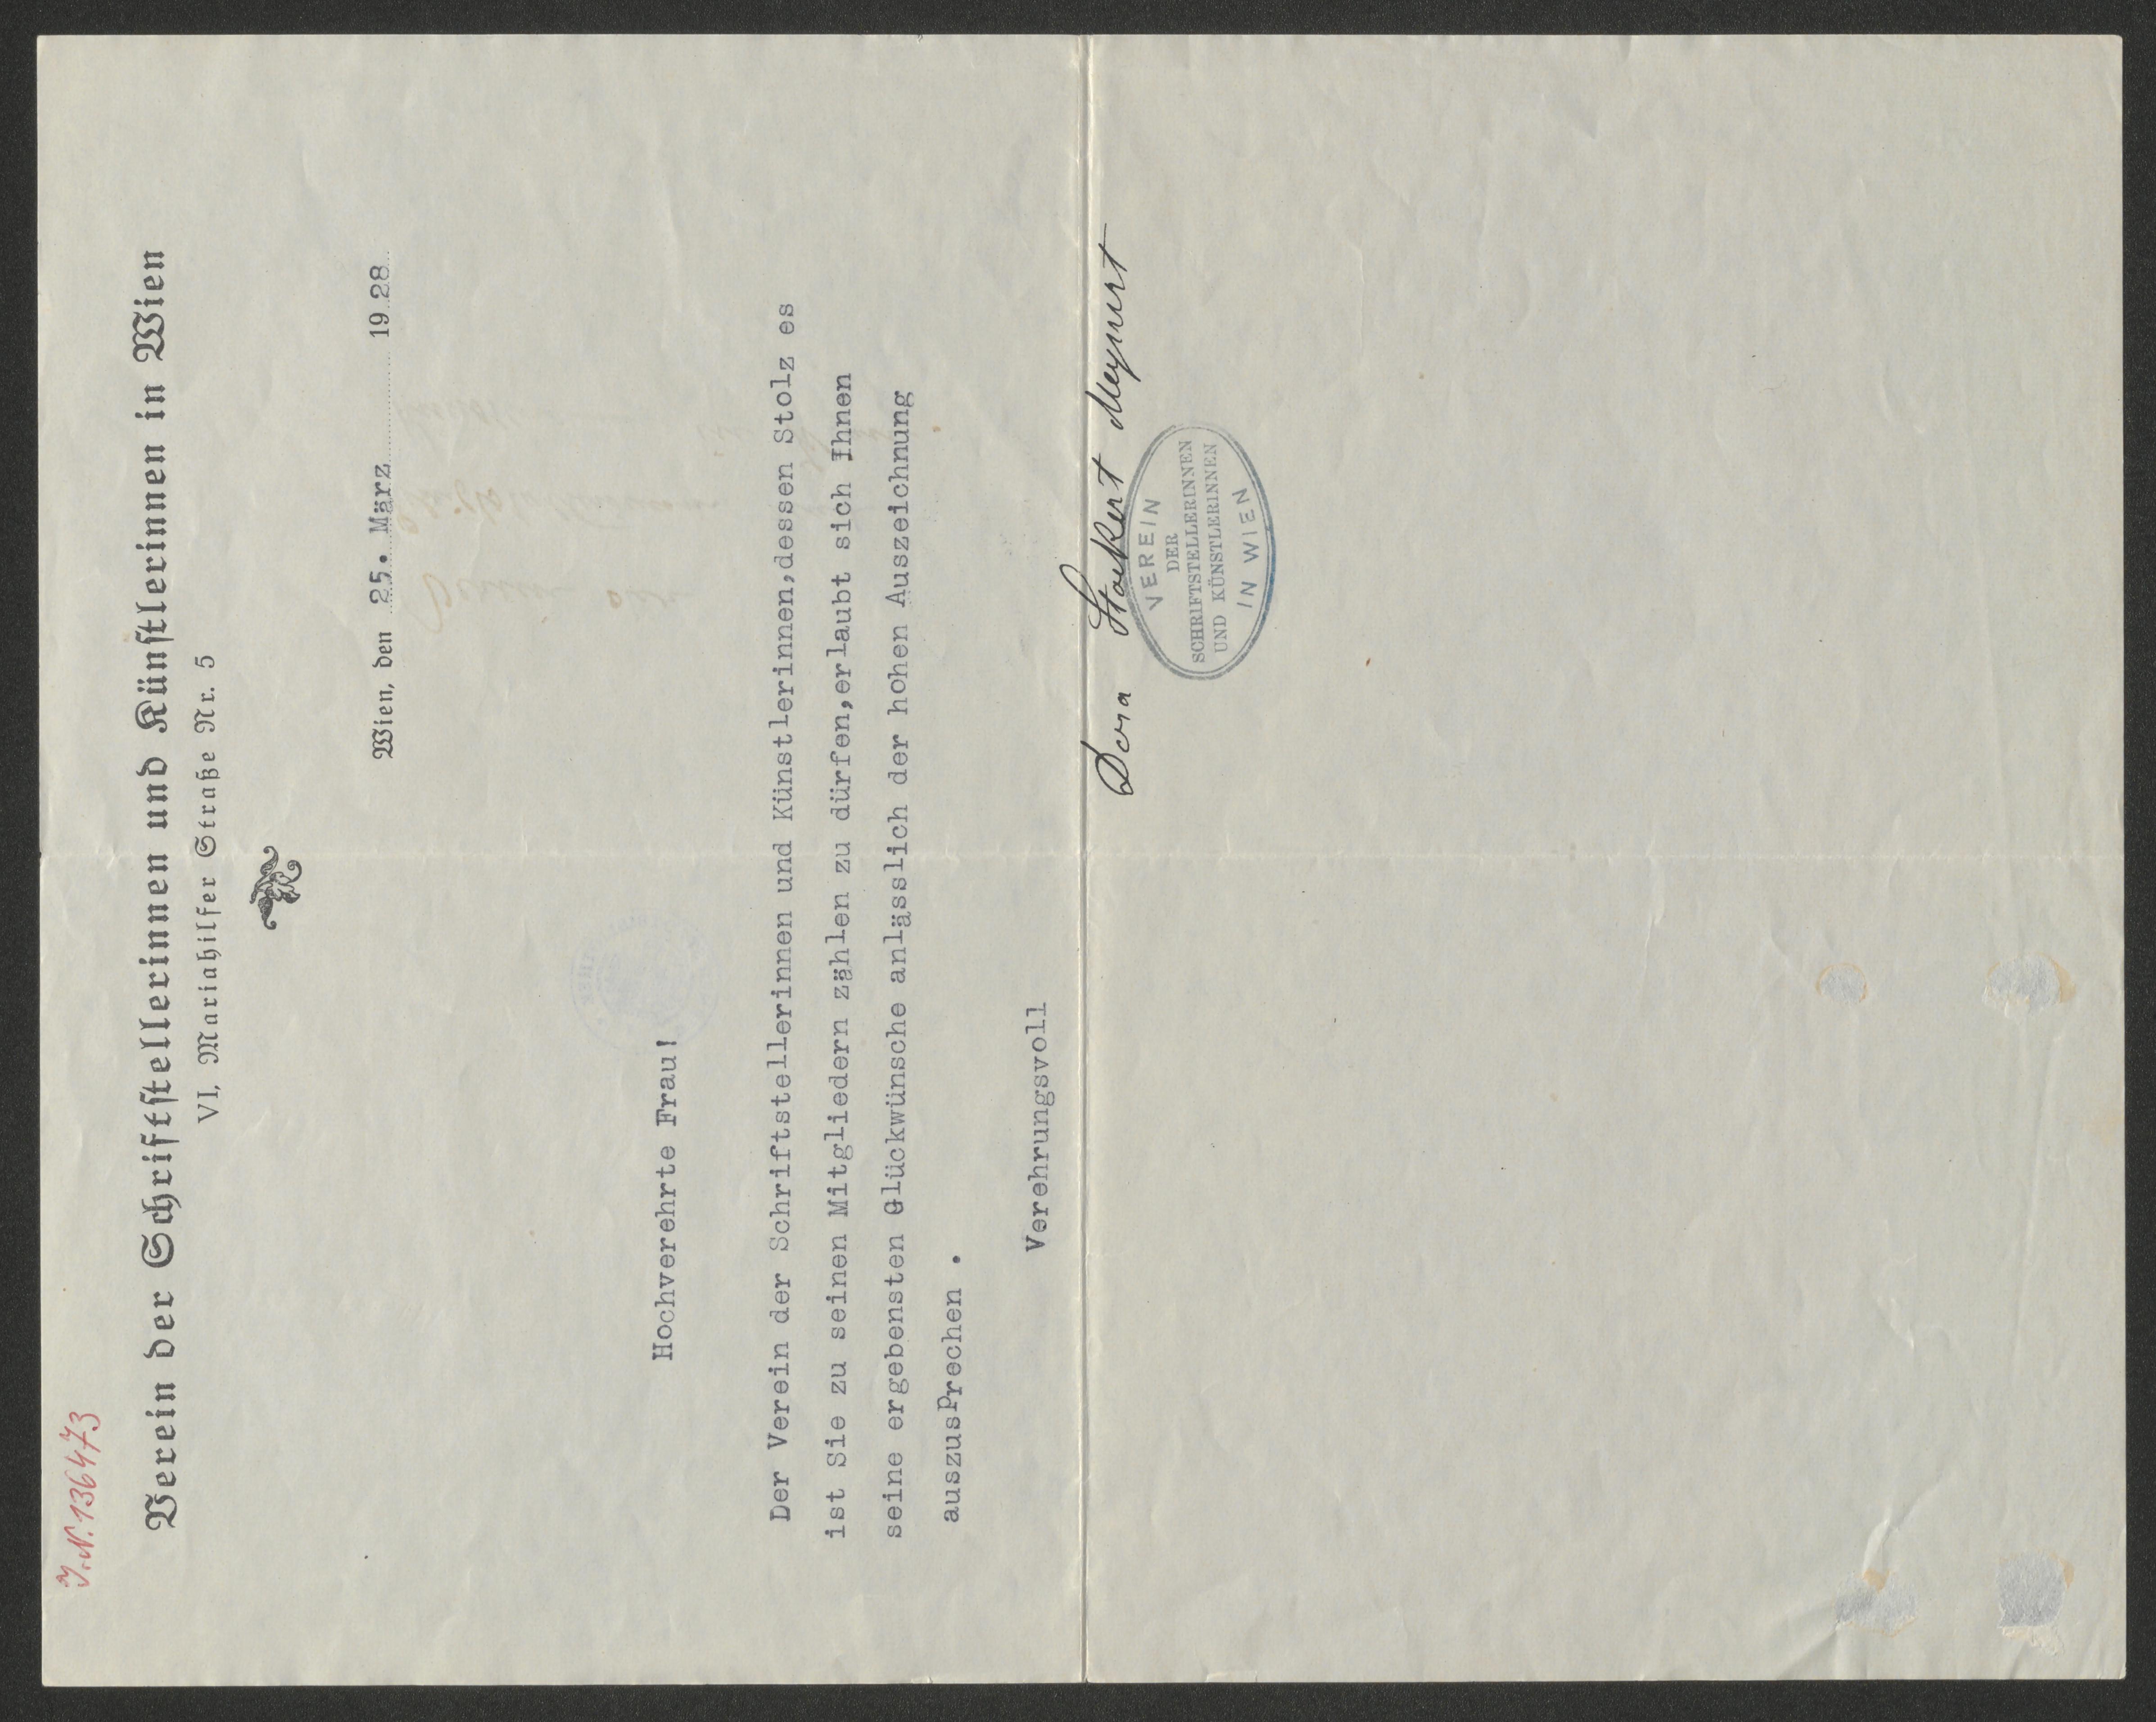 J.N. 136473
Verein der Schriftstellerinnen und Künstlerinnen in Wien
VI, Mariahilfer Straße Nr. 5
Wien, den 25. März 1928
Hochverehrte Frau!
Der Verein der Schriftstellerinnen und Künstlerinnen,dessen Stolz es
ist Sie zu seinen Mitgliedern zählen zu dürfen,erlaubt sich Ihnen
seine ergebensten Glückwünsche anlässlich der hohen Auszeichnung
auszusprechen .
Verehrungsvoll
Dora Stockert Meynert
VEREIN
DER
SCHRIFTSTELLERINNEN
UND KÜNSTLERINNEN
IN WIEN